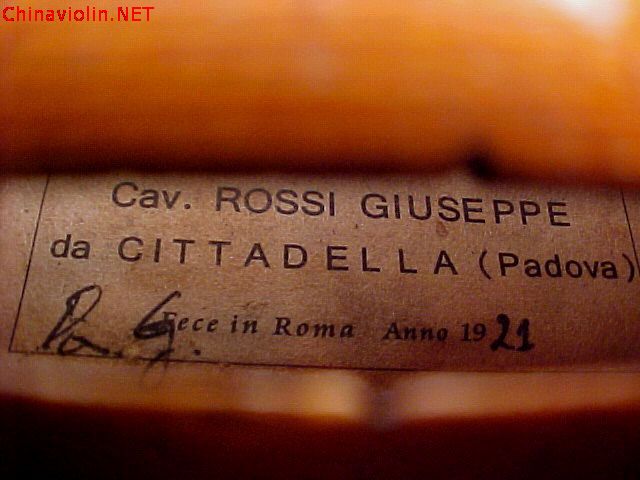 Chinaviolin.NET
Cav. ROSSI GIUSEPPE
da CITTADELLA (Padova)
Fece in Roma Anno 1921